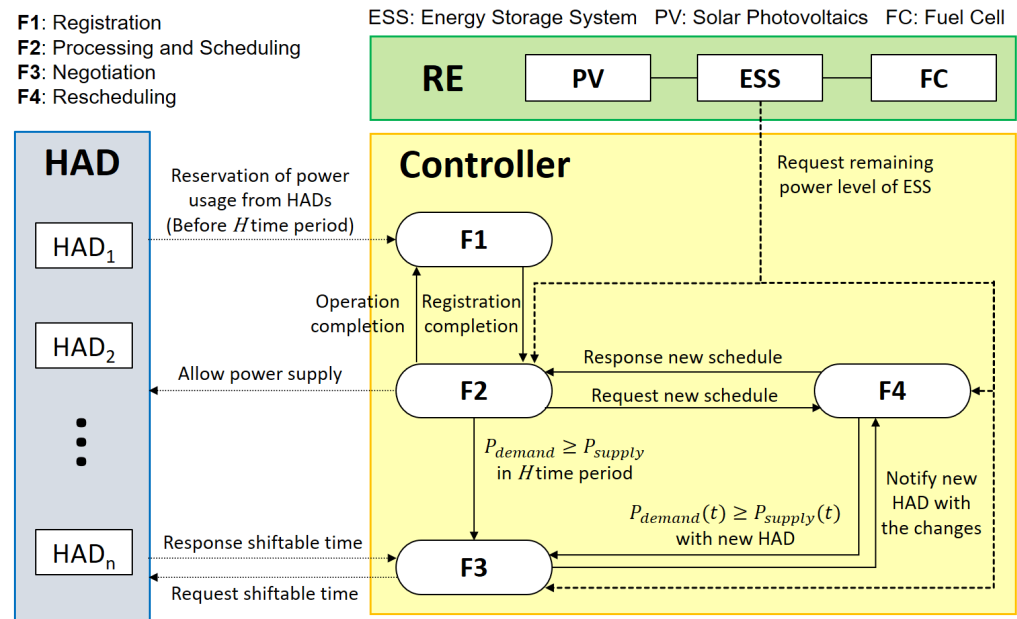 F1: Registration
F2: Processing and Scheduling
F3: Negotiation
F4: Rescheduling
ESS: Energy Storage System PV: Solar Photovoltaics FC: Fuel Cell
RE
PV
ESS
FC
HAD
HAD1
HAD2
HADn
Controller
Reservation of power
usage from HADs
(Before H time period)
Request remaining
power level of ESS
F1
Operation
completion
Registration
completion
Allow power supply
F2
Response new schedule
Request new schedule
F4
P_demand ≥ P_supply
in H time period
P_demand(t) ≥ P_supply(t)
with new HAD
Notify new
HAD with
the changes
Response shiftable time
Request shiftable time
F3